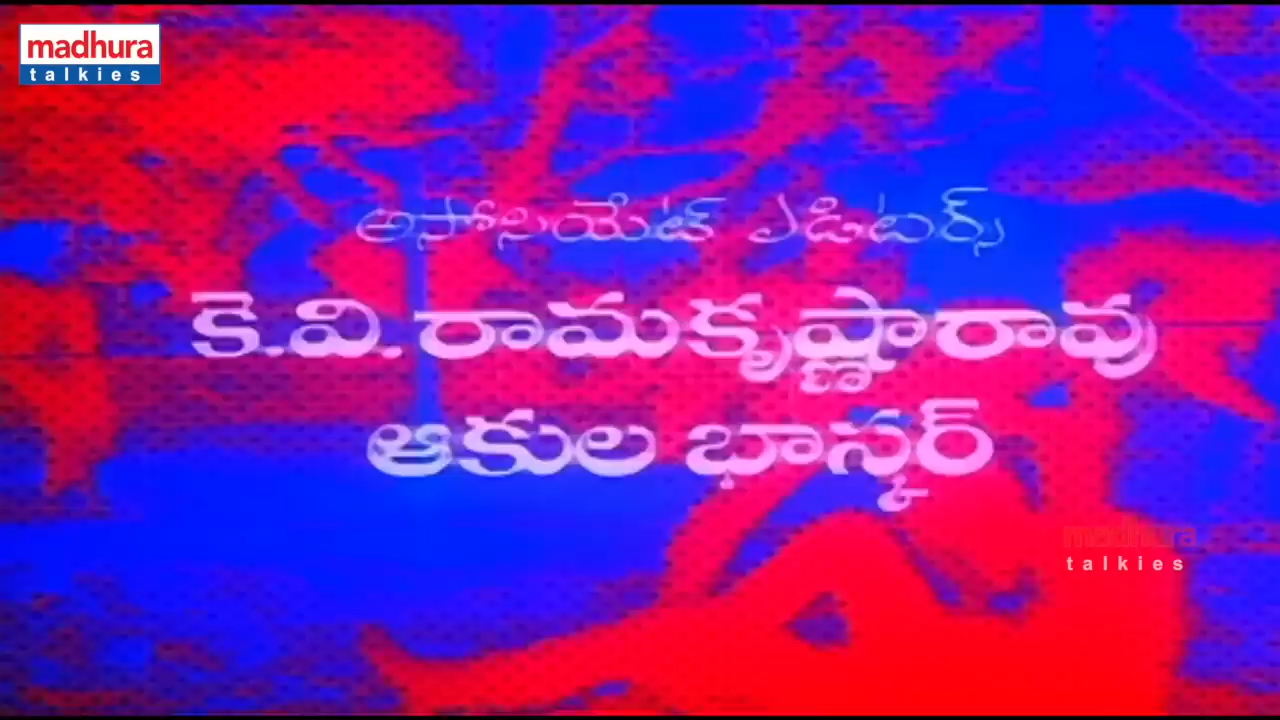 madhura
talkies
అసోసియేట్ ఎడిటర్స్
కె.వి.రామకృష్ణారావు
ఆకుల భాస్కర్
madhura
talkies